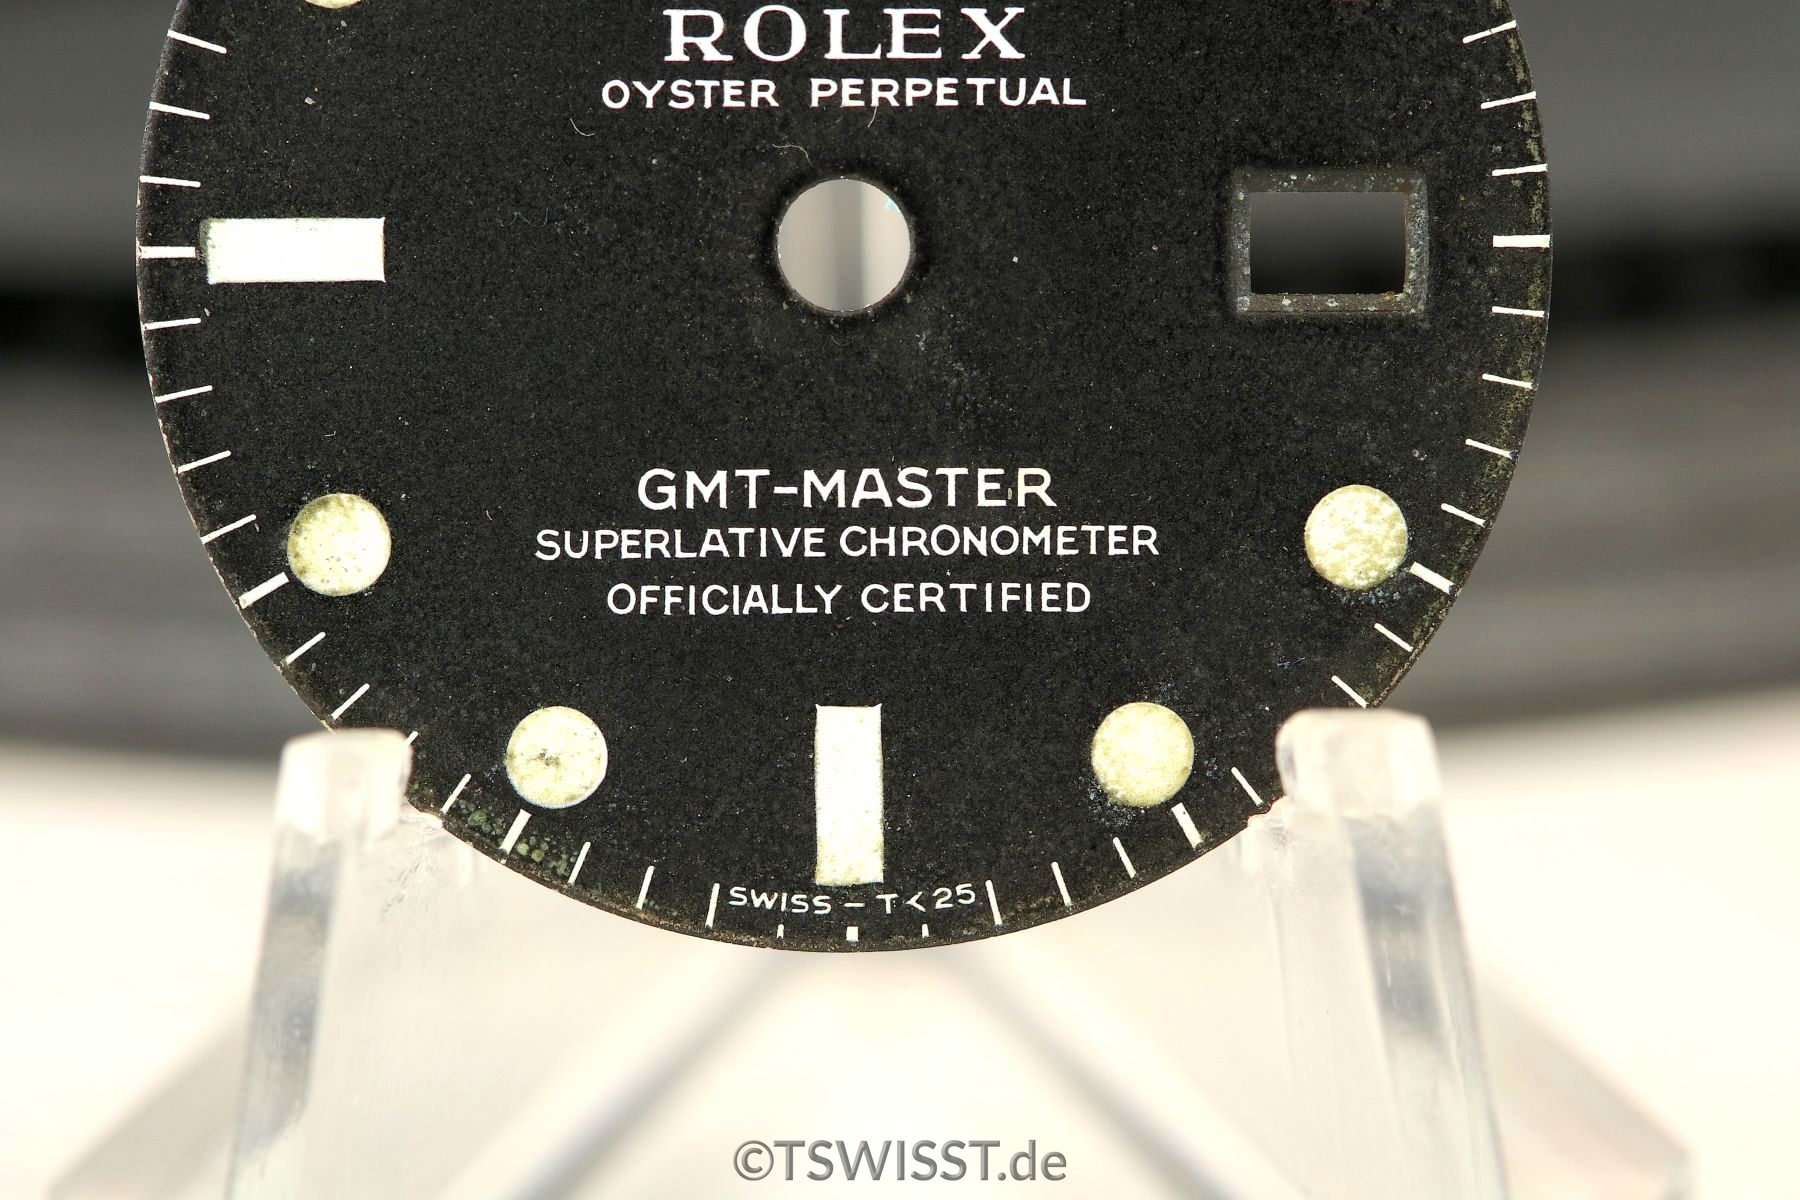 ROLEX
OYSTER PERPETUAL
GMT-MASTER
SUPERLATIVE CHRONOMETER
OFFICIALLY CERTIFIED
SWISS – T<25
©TSWISST.de